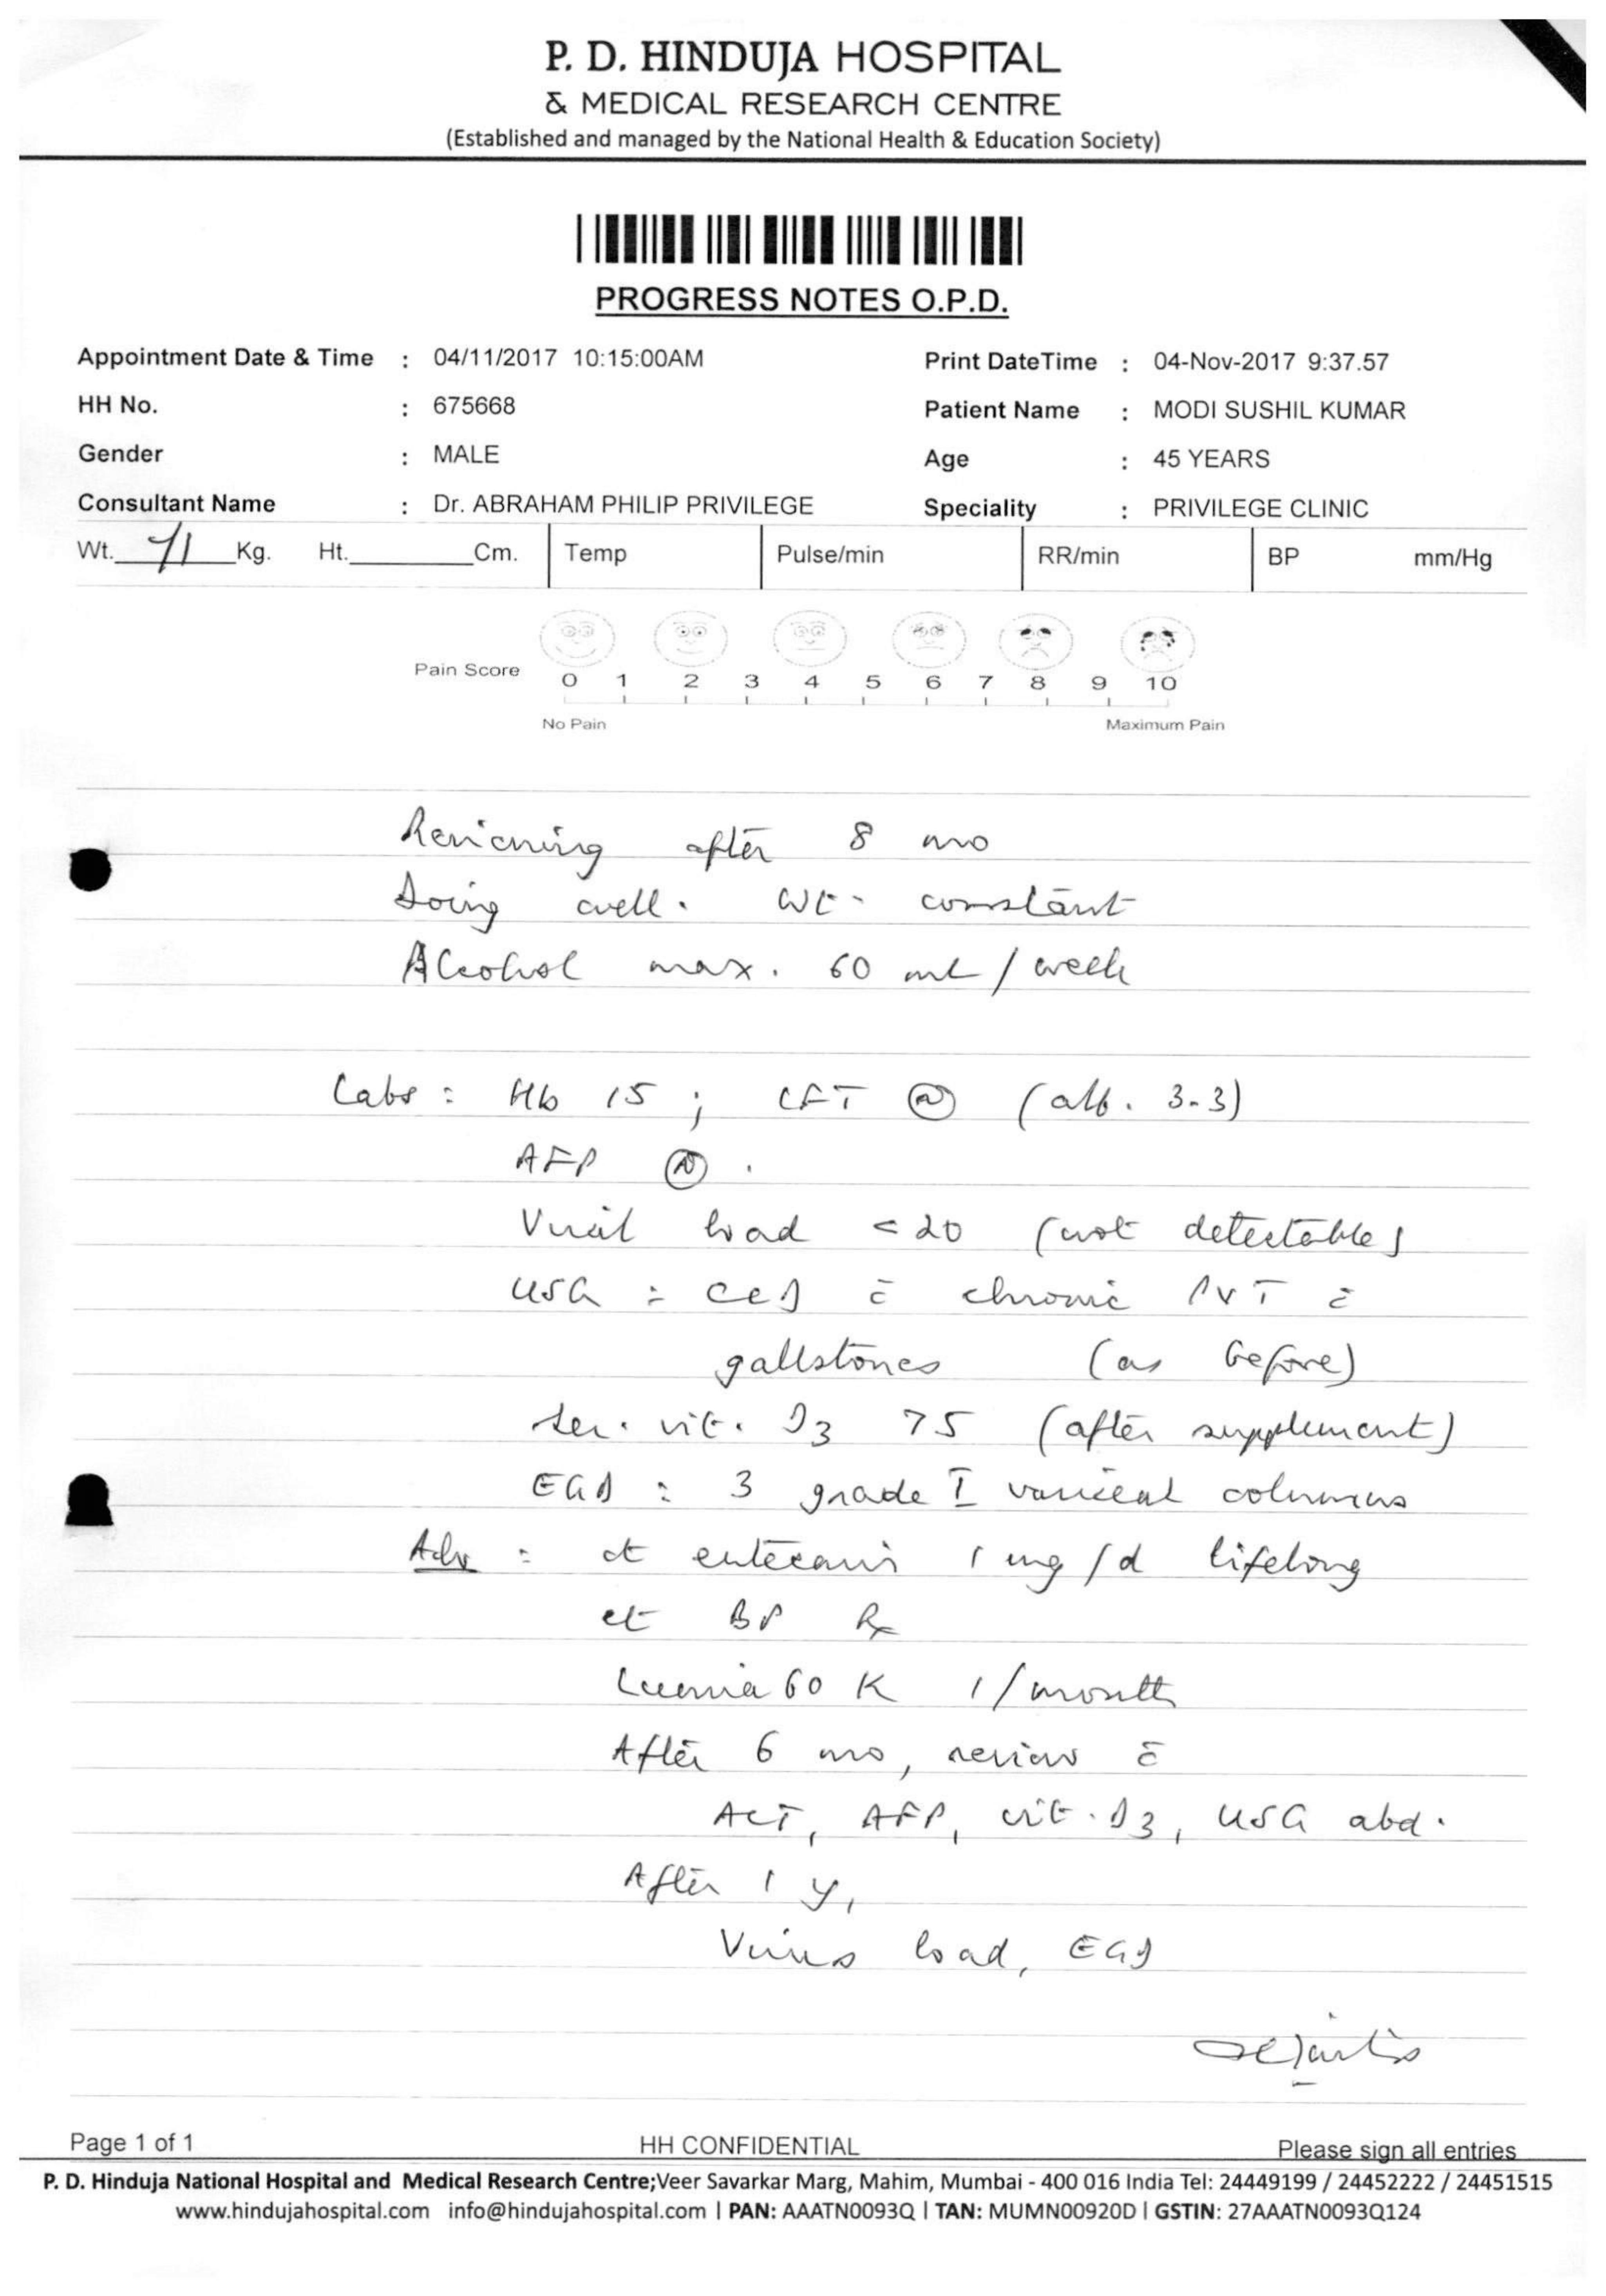 P. D. HINDUJA HOSPITAL
& MEDICAL RESEARCH CENTRE
(Established and managed by the National Health & Education Society)
PROGRESS NOTES O.P.D.
Appointment Date & Time : 04/11/2017 10:15:00AM Print DateTime : 04-Nov-2017 9:37.57
HH No. : 675668 Patient Name : MODI SUSHIL KUMAR
Gender : MALE Age : 45 YEARS
Consultant Name : Dr. ABRAHAM PHILIP PRIVILEGE Speciality : PRIVILEGE CLINIC
Wt. 71 Kg. Ht. Cm. Temp Pulse/min RR/min BP mm/Hg
Pain Score 0 1 2 3 4 5 6 7 8 9 10
No Pain Maximum Pain
after 8 mo
Doing well. Wt. constant
Alcohol max. 60 ml / week
Labs : Hb 15 ; LFT Ⓝ (alb. 3.3)
AFP Ⓝ .
Viral load < 20 (not detectable)
USG : CLD c̄ chronic PVT c̄
gallstones (as before)
Ser. vit. D3 75 (after supplement)
EGD : 3 grade I variceal columns
Adv : ct entecavir 1 mg / d lifelong
ct BP Rx
60 K 1/month
After 6 mo, review c̄
AFP, vit. D3, USG abd.
After 1 y,
Virus load, EGD
Page 1 of 1 HH CONFIDENTIAL Please sign all entries
P. D. Hinduja National Hospital and Medical Research Centre;Veer Savarkar Marg, Mahim, Mumbai - 400 016 India Tel: 24449199 / 24452222 / 24451515
www.hindujahospital.com info@hindujahospital.com | PAN: AAATN0093Q | TAN: MUMN00920D | GSTIN: 27AAATN0093Q124